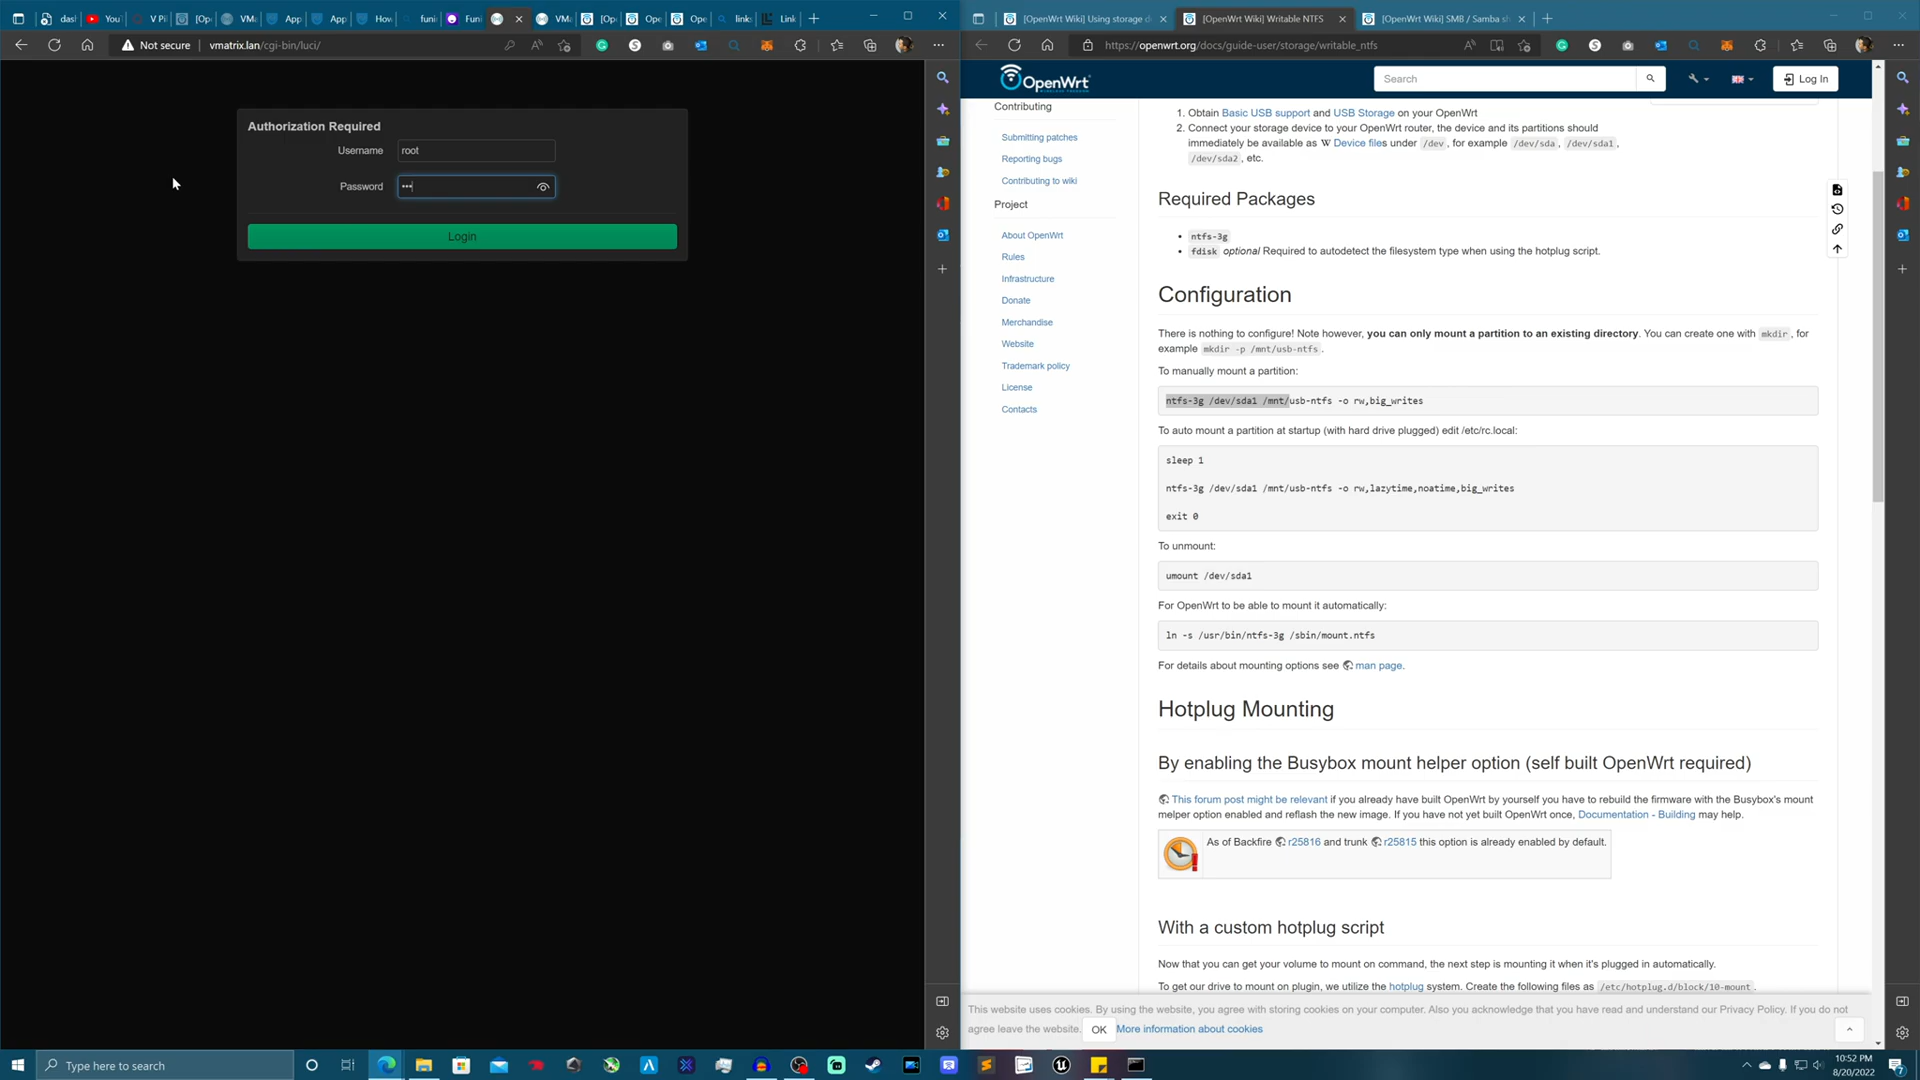 dasl
YouT
V Pi
[Op
VMa
App
App
How
funi
Fun
VM
[Op
Ope
Ope
links
Link
[OpenWrt Wiki] Using storage d
[OpenWrt Wiki] Writable NTFS
[OpenWrt Wiki] SMB / Samba sh
Not secure
vmatrix.lan/cgi-bin/luci/
https://openwrt.org/docs/guide-user/storage/writable_ntfs
Authorization Required
Username
root
Password
•••
Login
OpenWrt
Search
Log In
Contributing
Submitting patches
Reporting bugs
Contributing to wiki
Project
About OpenWrt
Rules
Infrastructure
Donate
Merchandise
Website
Trademark policy
License
Contacts
1. Obtain Basic USB support and USB Storage on your OpenWrt
2. Connect your storage device to your OpenWrt router, the device and its partitions should
immediately be available as W Device files under /dev, for example /dev/sda, /dev/sda1,
/dev/sda2, etc.
Required Packages
• ntfs-3g
• fdisk optional Required to autodetect the filesystem type when using the hotplug script.
Configuration
There is nothing to configure! Note however, you can only mount a partition to an existing directory. You can create one with mkdir, for
example mkdir -p /mnt/usb-ntfs.
To manually mount a partition:
ntfs-3g /dev/sda1 /mnt/usb-ntfs -o rw,big_writes
To auto mount a partition at startup (with hard drive plugged) edit /etc/rc.local:
sleep 1
ntfs-3g /dev/sda1 /mnt/usb-ntfs -o rw,lazytime,noatime,big_writes
exit 0
To unmount:
umount /dev/sda1
For OpenWrt to be able to mount it automatically:
ln -s /usr/bin/ntfs-3g /sbin/mount.ntfs
For details about mounting options see man page.
Hotplug Mounting
By enabling the Busybox mount helper option (self built OpenWrt required)
This forum post might be relevant if you already have built OpenWrt by yourself you have to rebuild the firmware with the Busybox's mount
melper option enabled and reflash the new image. If you have not yet built OpenWrt once, Documentation - Building may help.
As of Backfire r25816 and trunk r25815 this option is already enabled by default.
With a custom hotplug script
Now that you can get your volume to mount on command, the next step is mounting it when it's plugged in automatically.
To get our drive to mount on plugin, we utilize the hotplug system. Create the following files as /etc/hotplug.d/block/10-mount.
This website uses cookies. By using the website, you agree with storing cookies on your computer. Also you acknowledge that you have read and understand our Privacy Policy. If you do not
agree leave the website. OK More information about cookies
Type here to search
10:52 PM
8/20/2022